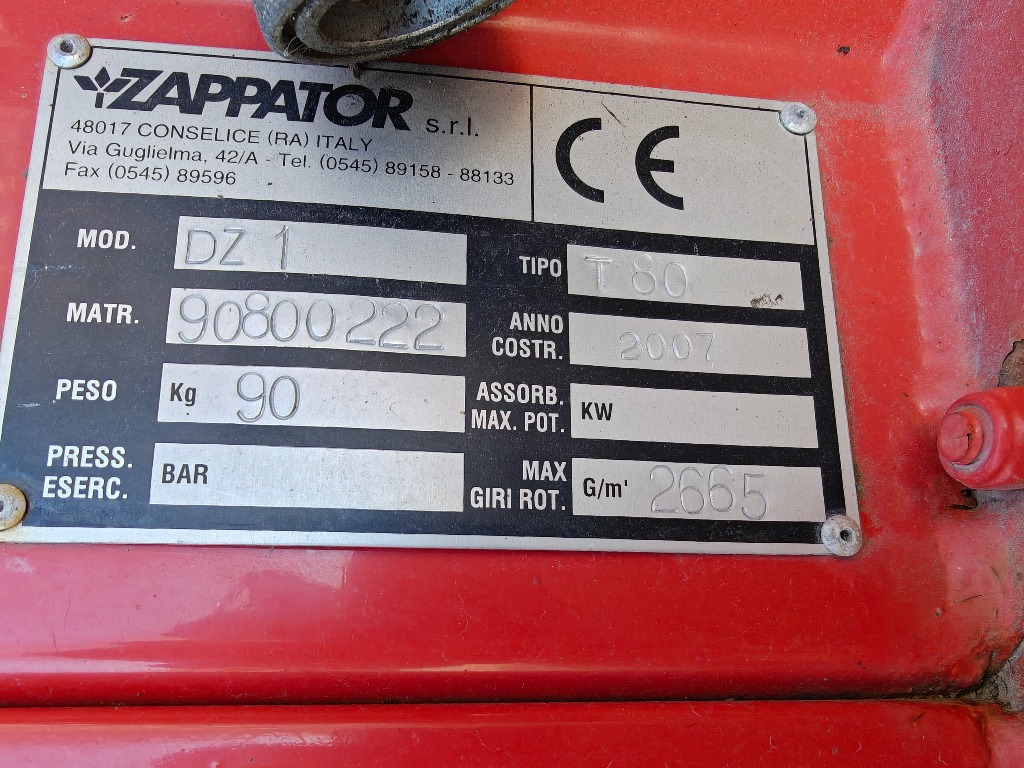 ZAPPATOR s.r.l.
48017 CONSELICE (RA) ITALY
Via Guglielma, 42/A - Tel. (0545) 89158 - 88133
Fax (0545) 89596
CE
MOD. DZ 1
TIPO T 80
MATR. 90800222
ANNO COSTR. 2007
PESO Kg 90
ASSORB. MAX. POT. KW
PRESS. ESERC. BAR
MAX GIRI ROT. G/m' 2665